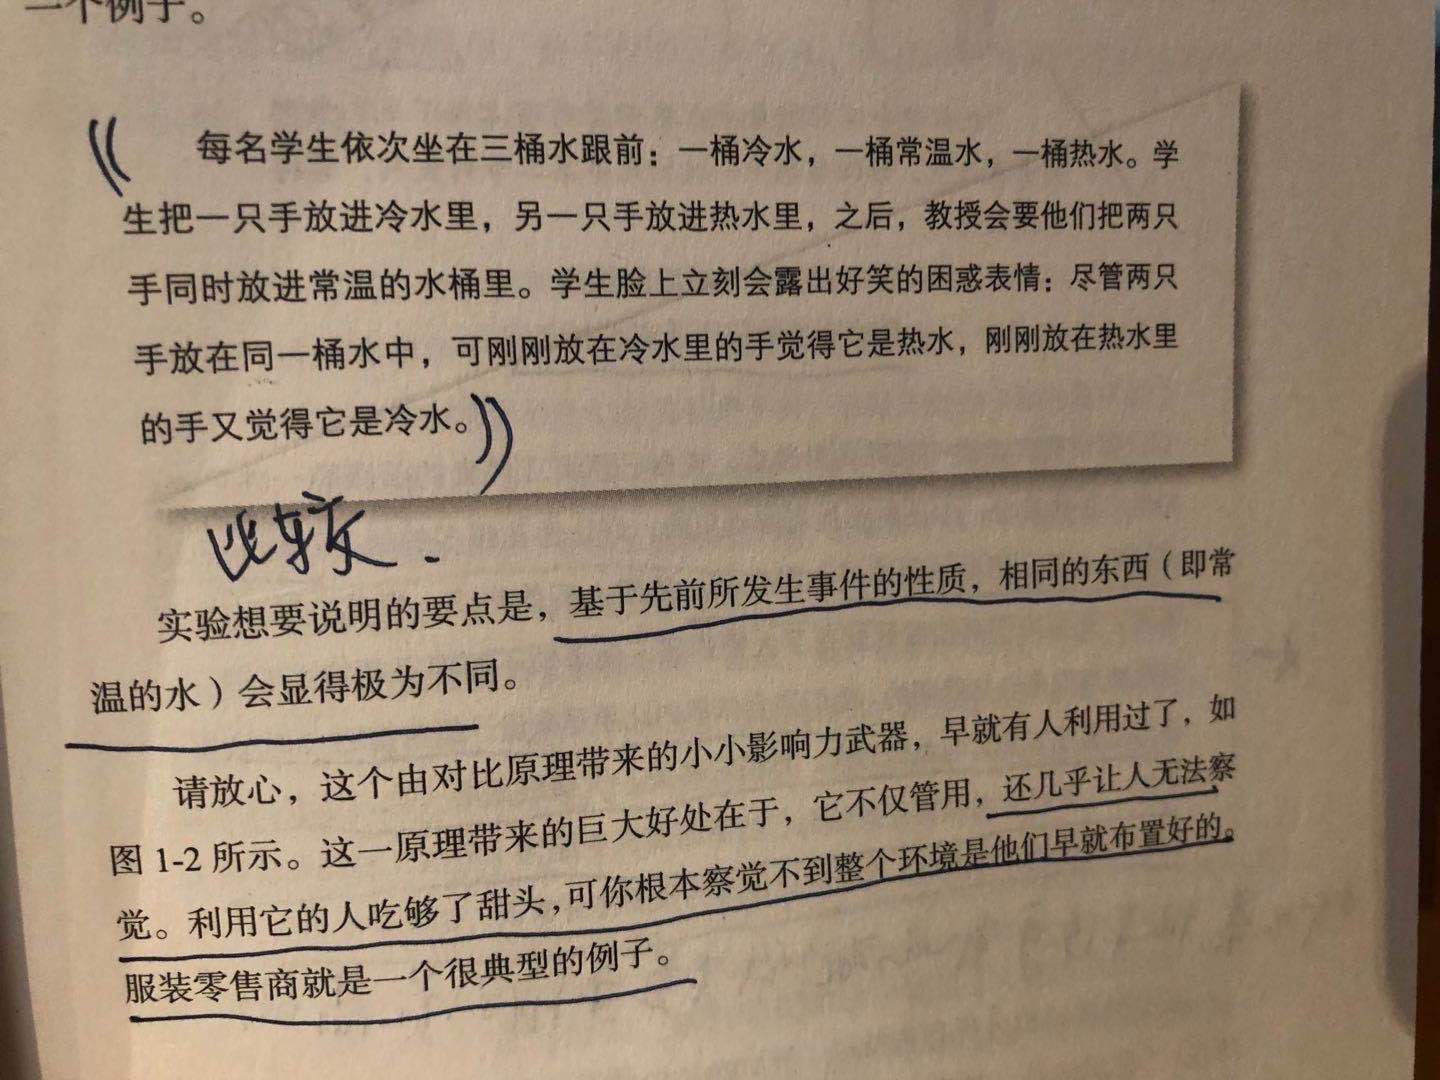 一个例子。
每名学生依次坐在三桶水跟前：一桶冷水，一桶常温水，一桶热水。学
生把一只手放进冷水里，另一只手放进热水里，之后，教授会要他们把两只
手同时放进常温的水桶里。学生脸上立刻会露出好笑的困惑表情：尽管两只
手放在同一桶水中，可刚刚放在冷水里的手觉得它是热水，刚刚放在热水里
的手又觉得它是冷水。
比较.
实验想要说明的要点是，基于先前所发生事件的性质，相同的东西（即常
温的水）会显得极为不同。
请放心，这个由对比原理带来的小小影响力武器，早就有人利用过了，如
图 1-2 所示。这一原理带来的巨大好处在于，它不仅管用，还几乎让人无法察
觉。利用它的人吃够了甜头，可你根本察觉不到整个环境是他们早就布置好的。
服装零售商就是一个很典型的例子。